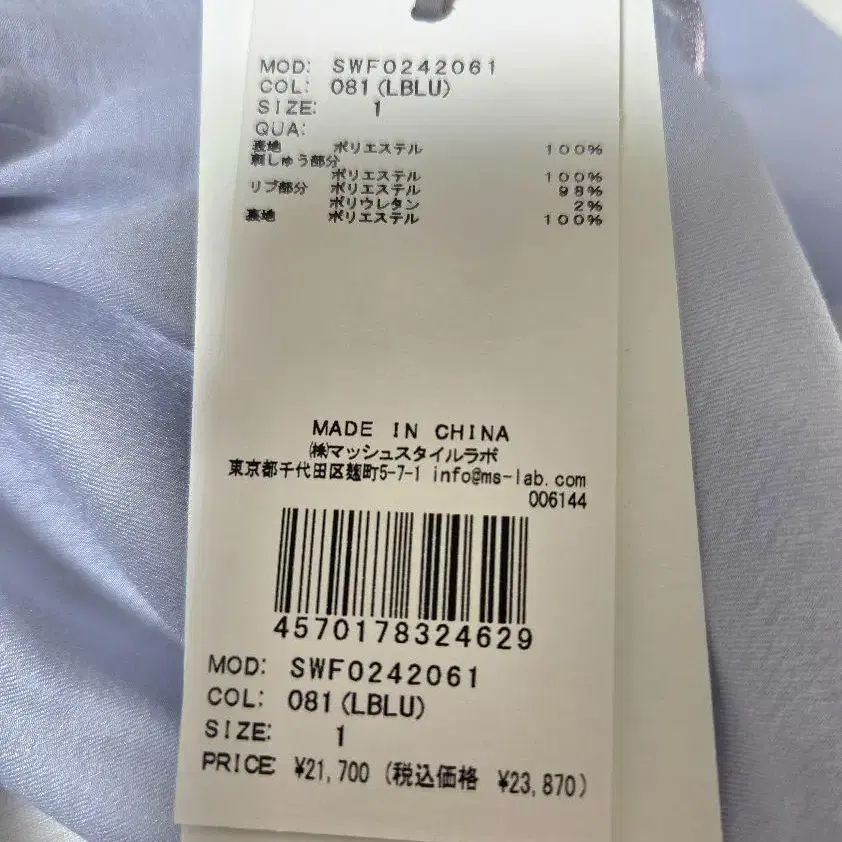 MOD: SWF0242061
COL: 081(LBLU)
SIZE: 1
QUA:
表地 ポリエステル 100%
刺しゅう部分
ポリエステル 100%
リブ部分 ポリエステル 98%
ポリウレタン 2%
裏地 ポリエステル 100%
MADE IN CHINA
㈱マッシュスタイルラボ
東京都千代田区麹町5-7-1 info@ms-lab.com
006144
4570178324629
MOD: SWF0242061
COL: 081(LBLU)
SIZE: 1
PRICE ¥21,700 (税込価格 ¥23,870)